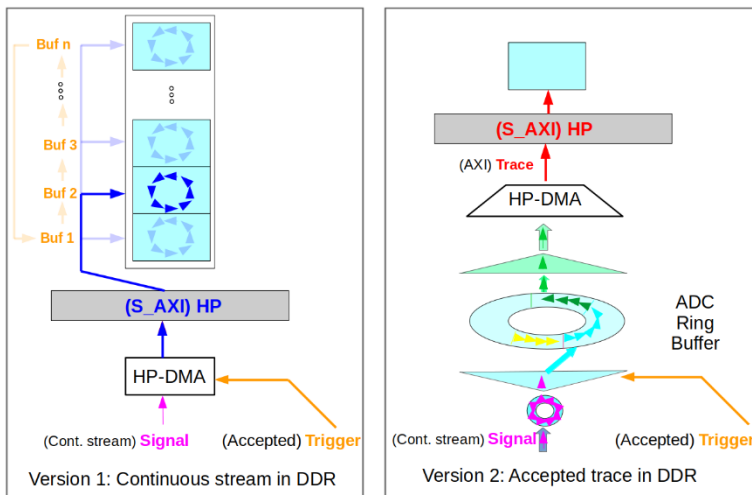 Buf n
Buf 3
Buf 2
Buf 1
(S_AXI) HP
HP-DMA
(Cont. stream) Signal
(Accepted) Trigger
Version 1: Continuous stream in DDR
(S_AXI) HP
(AXI) Trace
HP-DMA
ADC
Ring
Buffer
(Cont. stream) Signal
(Accepted) Trigger
Version 2: Accepted trace in DDR